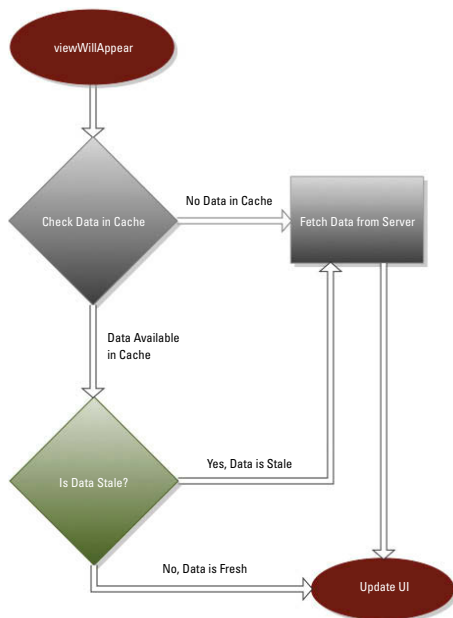 viewWillAppear
Check Data in Cache
No Data in Cache
Fetch Data from Server
Data Available
in Cache
Is Data Stale?
Yes, Data is Stale
No, Data is Fresh
Update UI